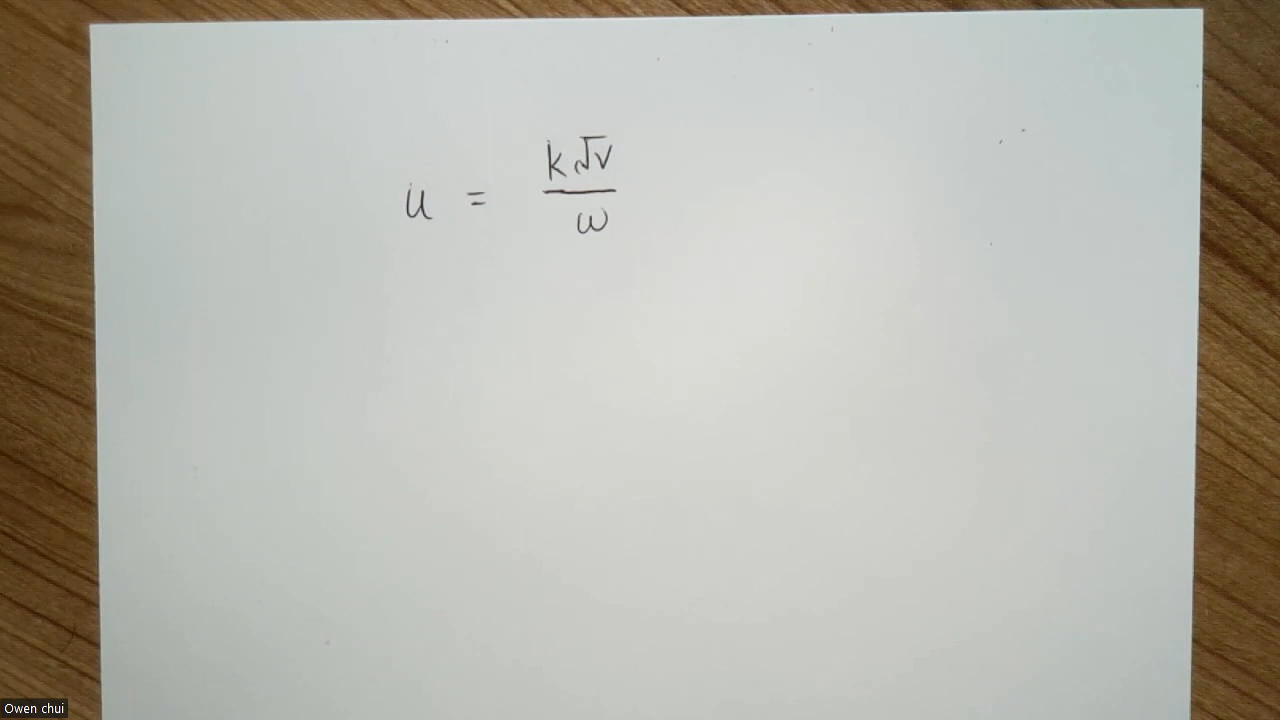 u = k√v / w
Owen chui